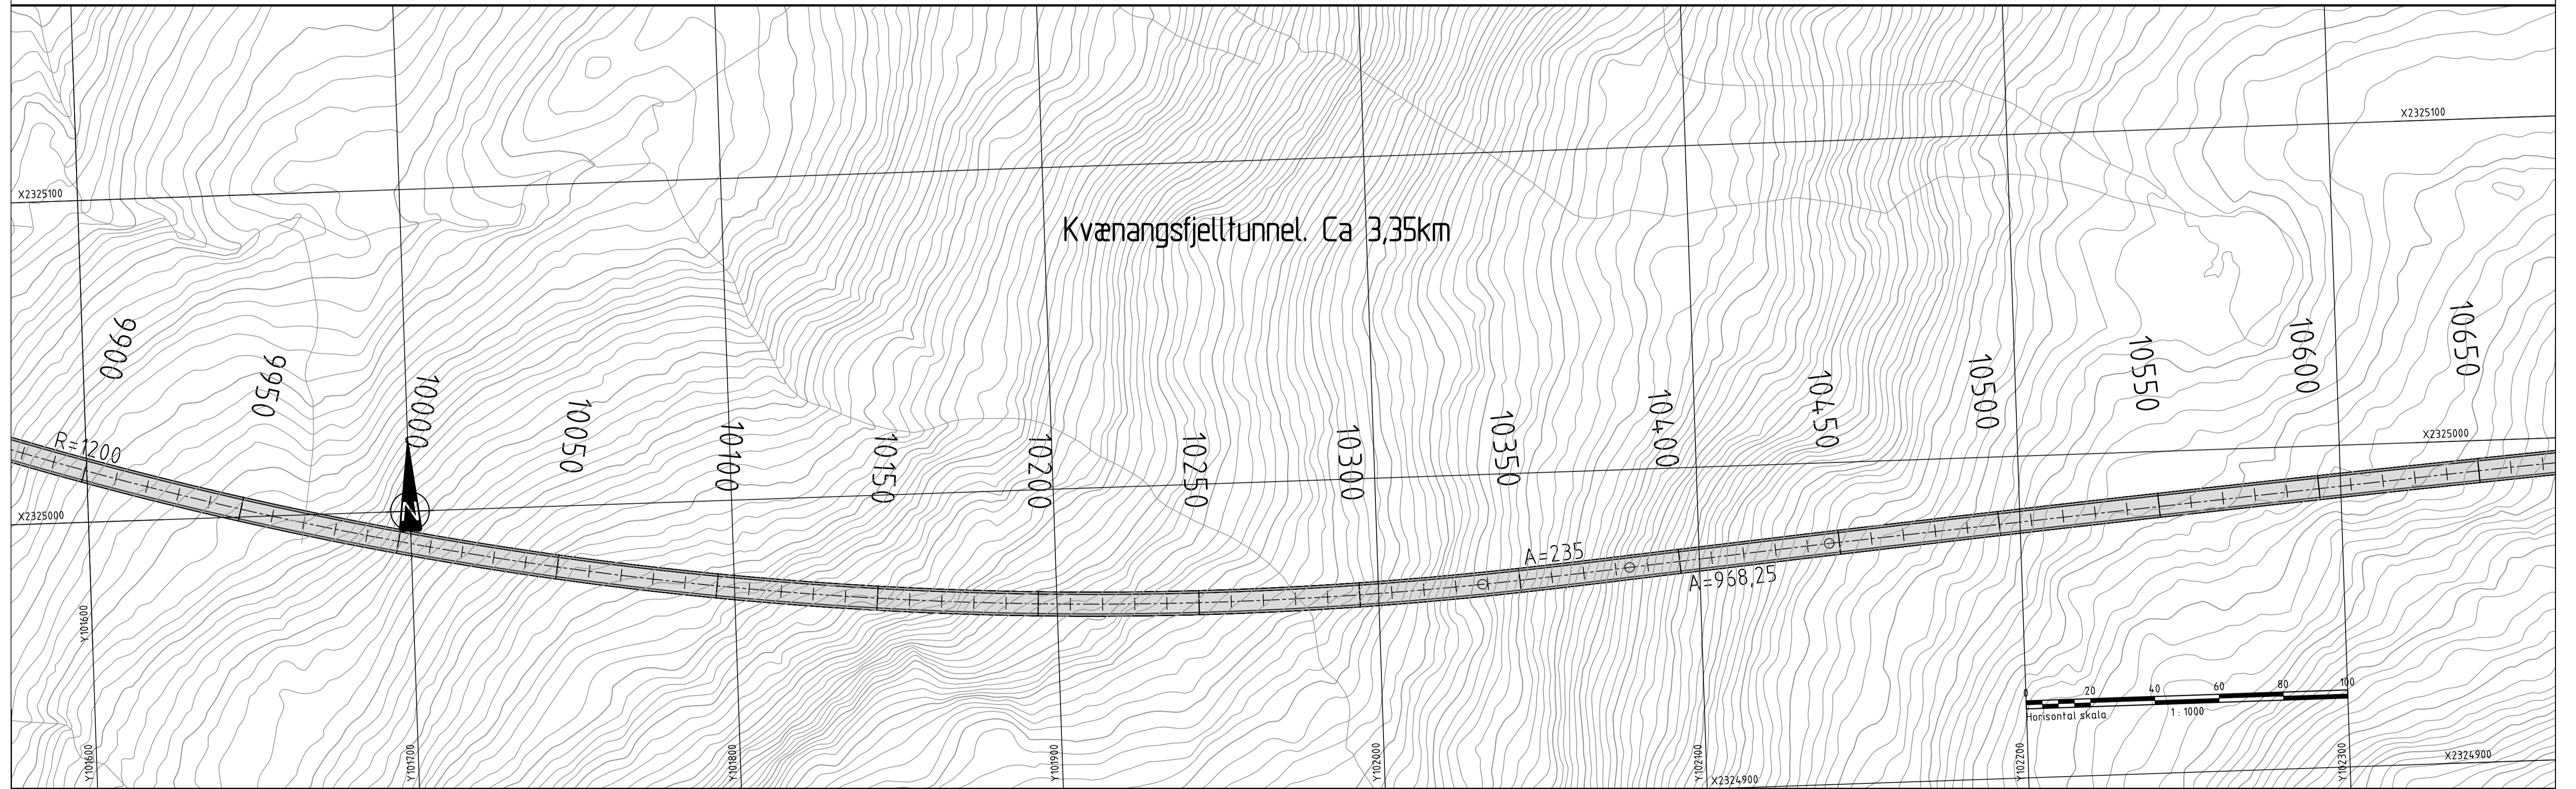 X2325100
X2325100
Kvænangsfjelltunnel. Ca 3,35km
9900
9950
10000
10050
10100
10150
10200
10250
10300
10350
10400
10450
10500
10550
10600
10650
R=1200
X2325000
X2325000
N
A=235
A=968,25
Y101600
0 20 40 60 80 100
Horisontal skala 1 : 1000
Y101600
Y101700
Y101800
Y101900
Y102000
Y102100
Y102200
Y102300
X2324900
X2324900